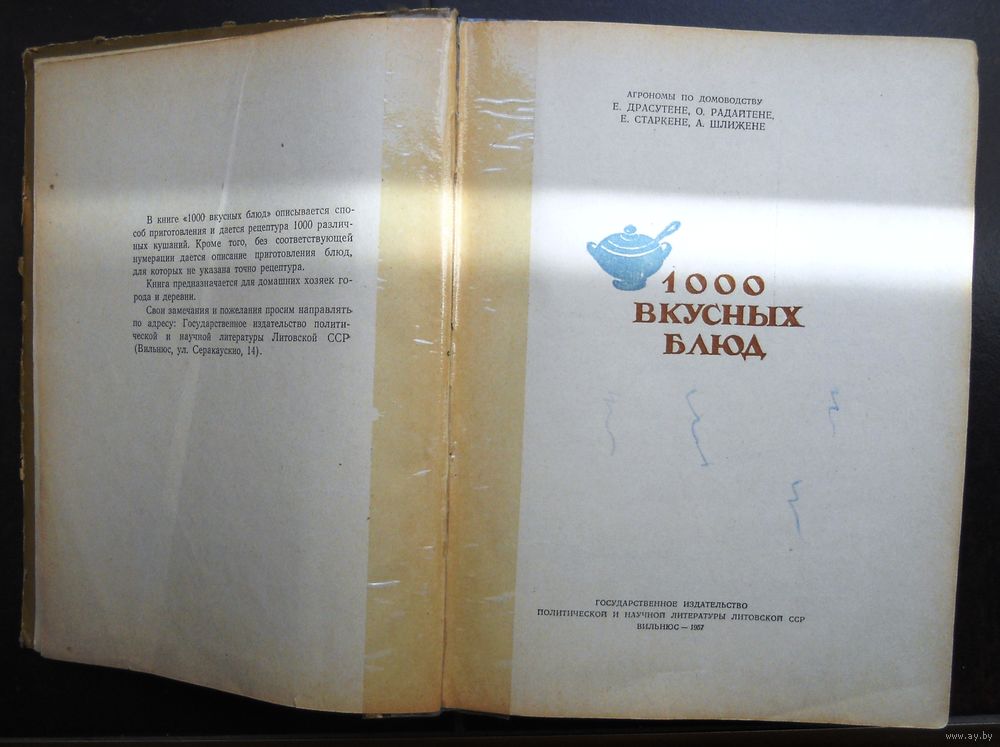 В книге «1000 вкусных блюд» описывается спо-
соб приготовления и дается рецептура 1000 различ-
ных кушаний. Кроме того, без соответствующей
нумерации дается описание приготовления блюд,
для которых не указана точно рецептура.
Книга предназначается для домашних хозяек го-
рода и деревни.
Свои замечания и пожелания просим направлять
по адресу: Государственное издательство полити-
ческой и научной литературы Литовской ССР
(Вильнюс, ул. Серакаускио, 14).
АГРОНОМЫ ПО ДОМОВОДСТВУ
Е. ДРАСУТЕНЕ, О. РАДАЙТЕНЕ,
Е. СТАРКЕНЕ, А. ШЛИЖЕНЕ
1000
ВКУСНЫХ
БЛЮД
ГОСУДАРСТВЕННОЕ ИЗДАТЕЛЬСТВО
ПОЛИТИЧЕСКОЙ И НАУЧНОЙ ЛИТЕРАТУРЫ ЛИТОВСКОЙ ССР
ВИЛЬНЮС — 1957
www.ay.by